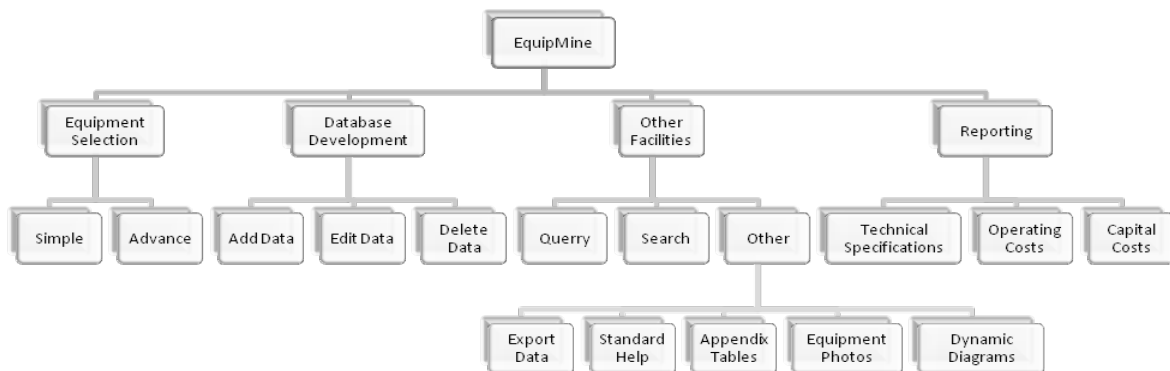 EquipMine
Equipment
Selection
Database
Development
Other
Facilities
Reporting
Simple
Advance
Add Data
Edit Data
Delete
Data
Querry
Search
Other
Technical
Specifications
Operating
Costs
Capital
Costs
Export
Data
Standard
Help
Appendix
Tables
Equipment
Photos
Dynamic
Diagrams